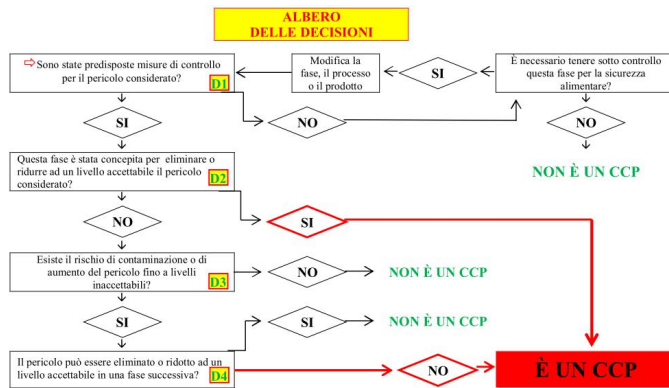 ALBERO
DELLE DECISIONI
⇨Sono state predisposte misure di controllo
per il pericolo considerato?
D1
Modifica la
fase, il processo
o il prodotto
SI
È necessario tenere sotto controllo
questa fase per la sicurezza
alimentare?
SI
NO
NO
NON È UN CCP
Questa fase è stata concepita per eliminare o
ridurre ad un livello accettabile il pericolo
considerato?
D2
NO
SI
Esiste il rischio di contaminazione o di
aumento del pericolo fino a livelli
inaccettabili?
D3
NO
NON È UN CCP
SI
SI
NON È UN CCP
Il pericolo può essere eliminato o ridotto ad un
livello accettabile in una fase successiva?
D4
NO
È UN CCP